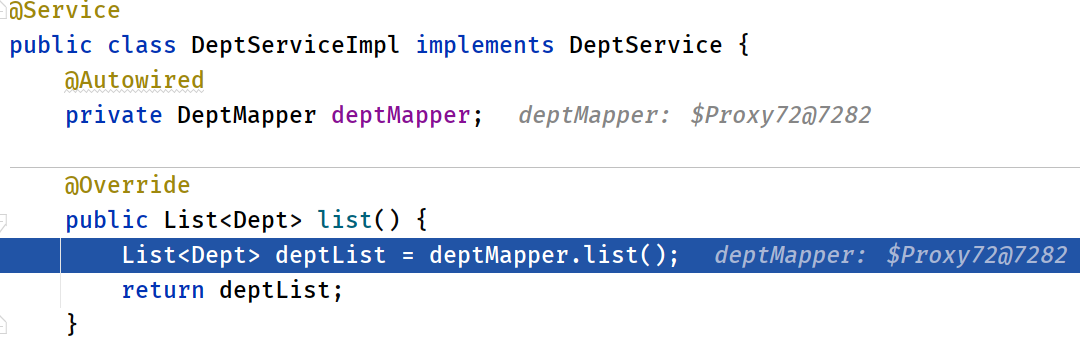 @Service
public class DeptServiceImpl implements DeptService {
@Autowired
private DeptMapper deptMapper; deptMapper: $Proxy72@7282
@Override
public List<Dept> list() {
List<Dept> deptList = deptMapper.list(); deptMapper: $Proxy72@7282
return deptList;
}